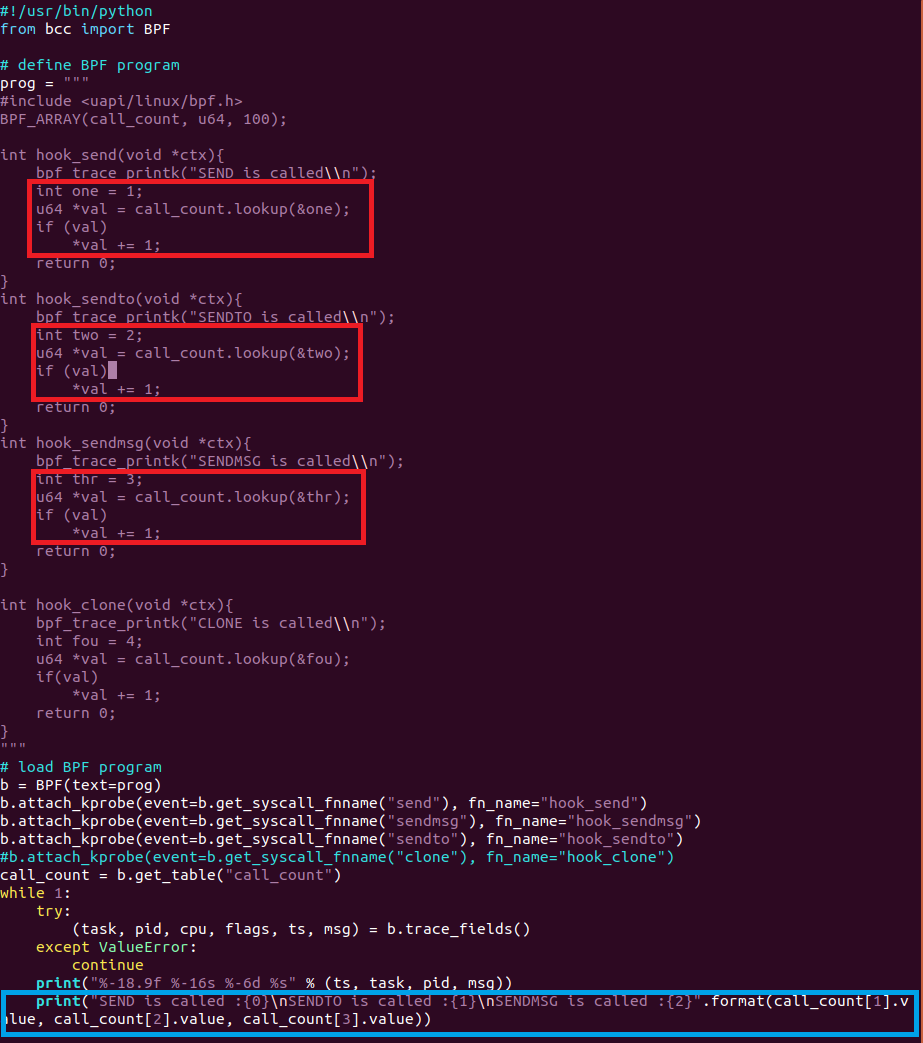 #!/usr/bin/python
from bcc import BPF
# define BPF program
prog = """
#include <uapi/linux/bpf.h>
BPF_ARRAY(call_count, u64, 100);
int hook_send(void *ctx){
    bpf_trace_printk("SEND is called\\n");
    int one = 1;
    u64 *val = call_count.lookup(&one);
    if (val)
        *val += 1;
    return 0;
}
int hook_sendto(void *ctx){
    bpf_trace_printk("SENDTO is called\\n");
    int two = 2;
    u64 *val = call_count.lookup(&two);
    if (val)
        *val += 1;
    return 0;
}
int hook_sendmsg(void *ctx){
    bpf_trace_printk("SENDMSG is called\\n");
    int thr = 3;
    u64 *val = call_count.lookup(&thr);
    if (val)
        *val += 1;
    return 0;
}
int hook_clone(void *ctx){
    bpf_trace_printk("CLONE is called\\n");
    int fou = 4;
    u64 *val = call_count.lookup(&fou);
    if(val)
        *val += 1;
    return 0;
}
"""
# load BPF program
b = BPF(text=prog)
b.attach_kprobe(event=b.get_syscall_fnname("send"), fn_name="hook_send")
b.attach_kprobe(event=b.get_syscall_fnname("sendmsg"), fn_name="hook_sendmsg")
b.attach_kprobe(event=b.get_syscall_fnname("sendto"), fn_name="hook_sendto")
#b.attach_kprobe(event=b.get_syscall_fnname("clone"), fn_name="hook_clone")
call_count = b.get_table("call_count")
while 1:
    try:
        (task, pid, cpu, flags, ts, msg) = b.trace_fields()
    except ValueError:
        continue
    print("%-18.9f %-16s %-6d %s" % (ts, task, pid, msg))
    print("SEND is called :{0}\nSENDTO is called :{1}\nSENDMSG is called :{2}".format(call_count[1].v
alue, call_count[2].value, call_count[3].value))